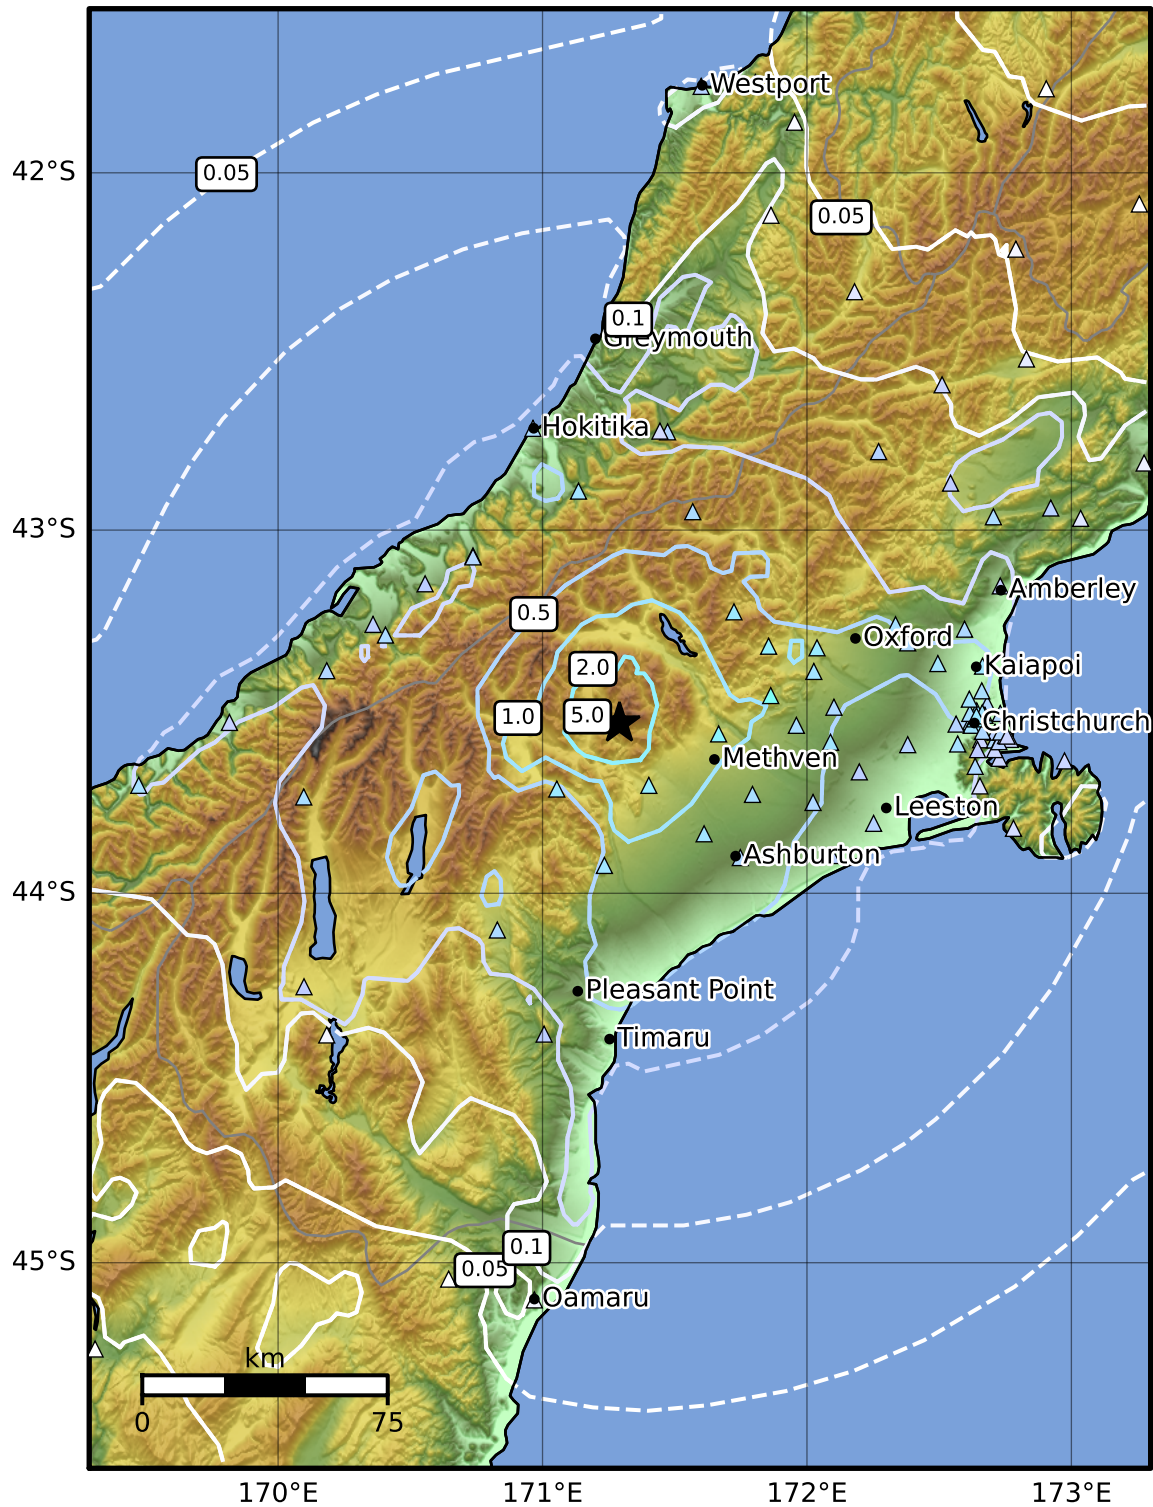 Westport
42°S
0.05
0.05
0.1
Greymouth
Hokitika
43°S
Amberley
0.5
Oxford
2.0
Kaiapoi
1.0
5.0
Christchurch
Methven
Leeston
Ashburton
44°S
Pleasant Point
Timaru
0.1
45°S
0.05
Oamaru
km
0
75
170°E
171°E
172°E
173°E